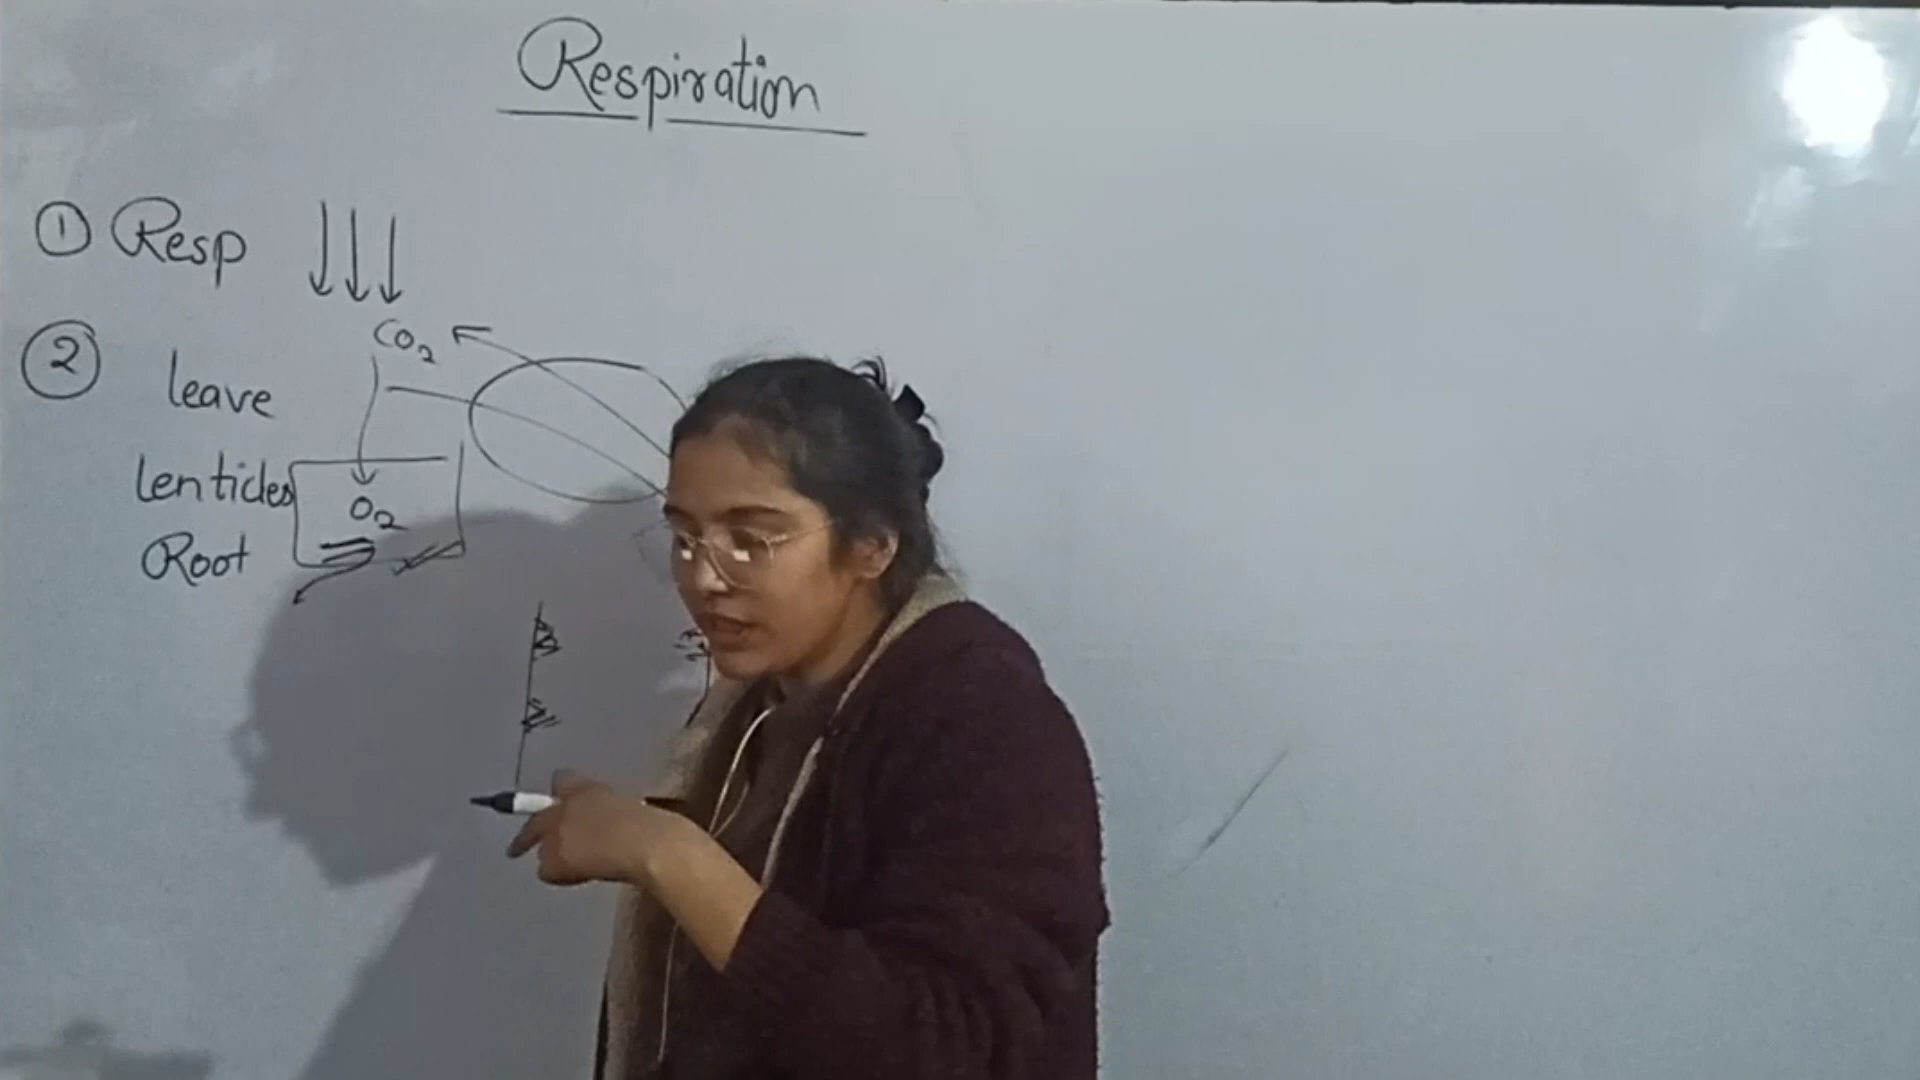 Respiration
① Resp
CO₂
② leave
lenticles
O₂
Root